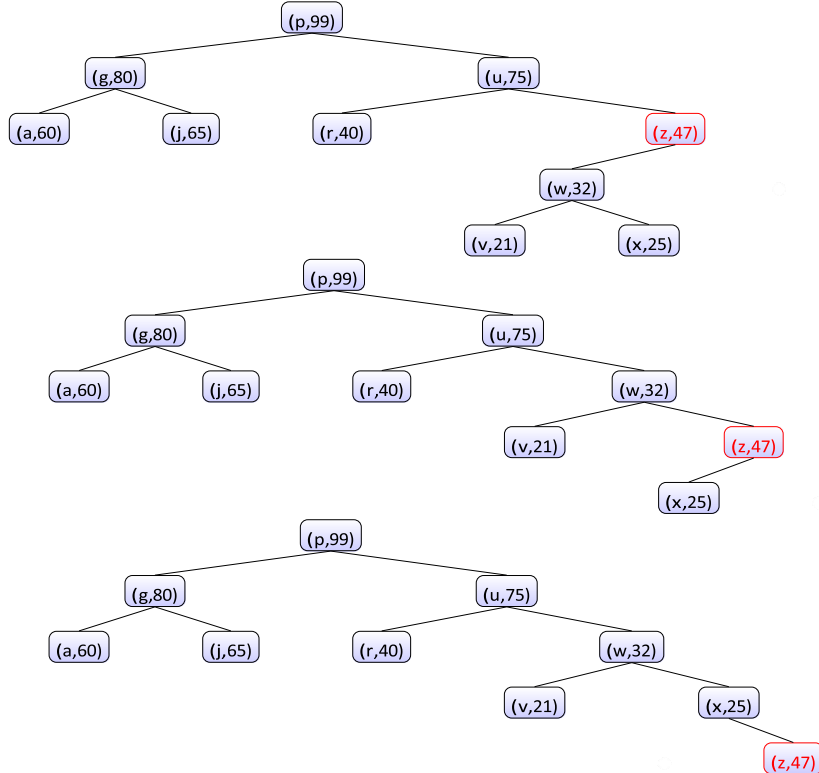 (p,99)
(g,80) (u,75)
(a,60) (j,65) (r,40) (z,47)
(w,32)
(v,21) (x,25)
(p,99)
(g,80) (u,75)
(a,60) (j,65) (r,40) (w,32)
(v,21) (z,47)
(x,25)
(p,99)
(g,80) (u,75)
(a,60) (j,65) (r,40) (w,32)
(v,21) (x,25)
(z,47)